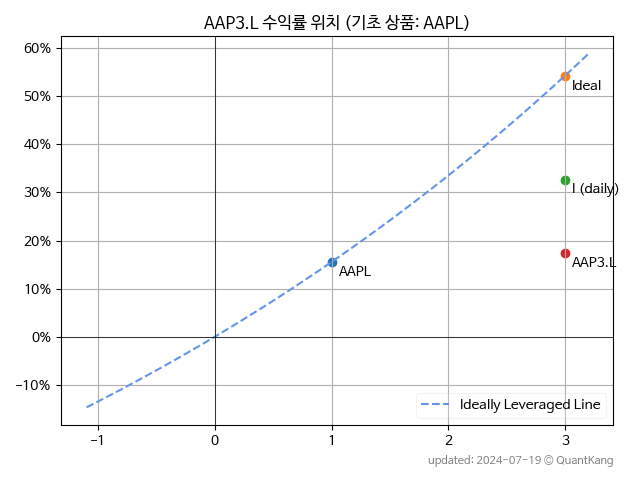 AAP3.L 수익률 위치 (기초 상품: AAPL)
60%
50%
40%
30%
20%
10%
0%
−10%
Ideal
I (daily)
AAP3.L
AAPL
Ideally Leveraged Line
−1
0
1
2
3
updated: 2024-07-19 © QuantKang